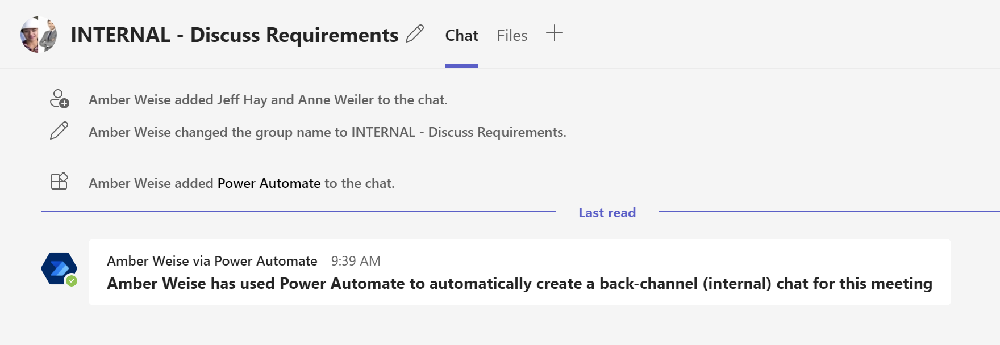 INTERNAL - Discuss Requirements Chat Files
Amber Weise added Jeff Hay and Anne Weiler to the chat.
Amber Weise changed the group name to INTERNAL - Discuss Requirements.
Amber Weise added Power Automate to the chat.
Last read
Amber Weise via Power Automate 9:39 AM
Amber Weise has used Power Automate to automatically create a back-channel (internal) chat for this meeting